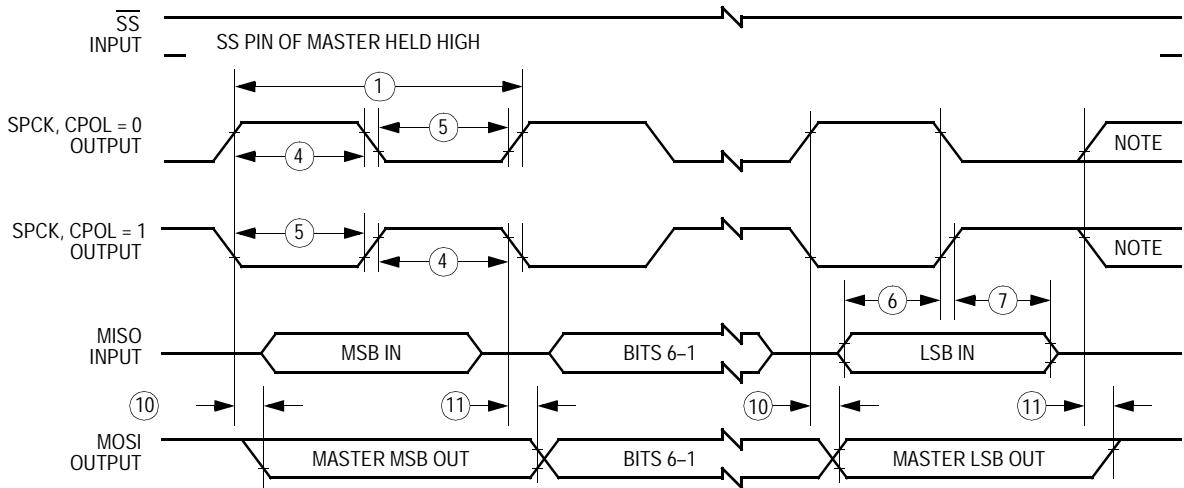 SS
INPUT
SS PIN OF MASTER HELD HIGH
1
SPCK, CPOL = 0
OUTPUT
5
4
NOTE
SPCK, CPOL = 1
OUTPUT
5
4
NOTE
6
7
MISO
INPUT
MSB IN
BITS 6–1
LSB IN
10
11
10
11
MOSI
OUTPUT
MASTER MSB OUT
BITS 6–1
MASTER LSB OUT